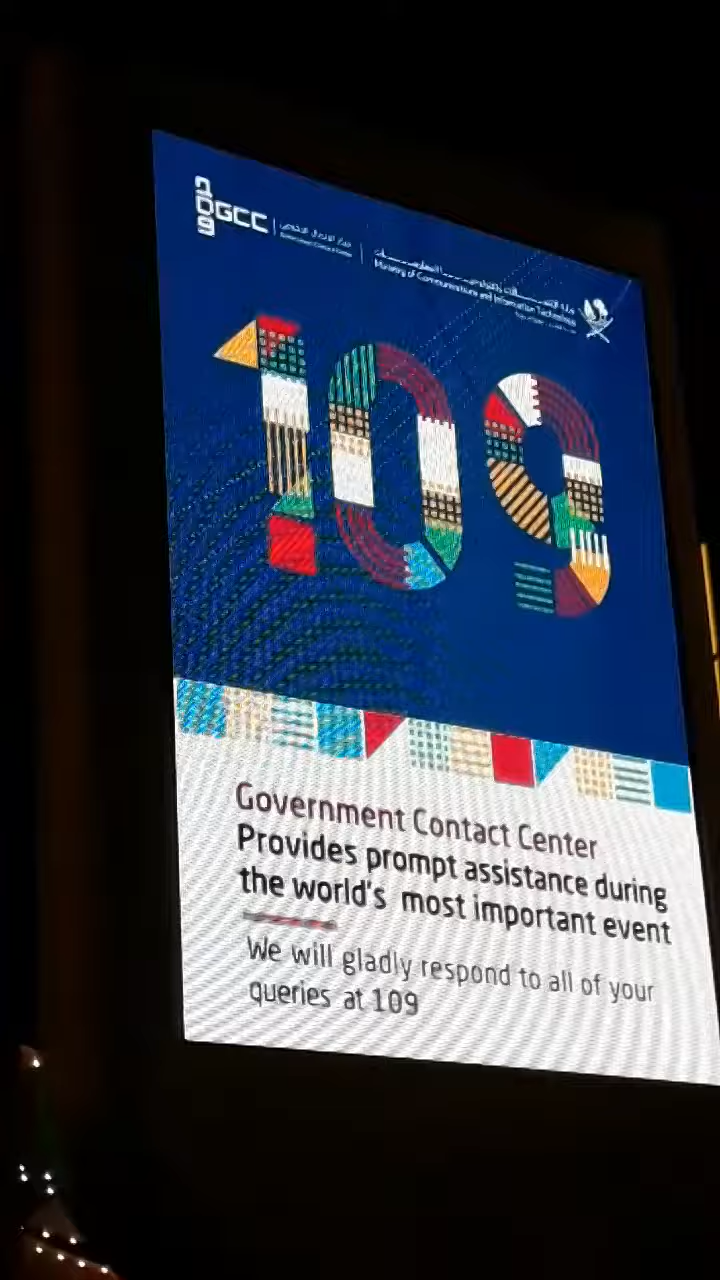 109
GCC
Ministry of Communications and Information Technology
109
Government Contact Center
Provides prompt assistance during
the world's most important event
We will gladly respond to all of your
queries at 109